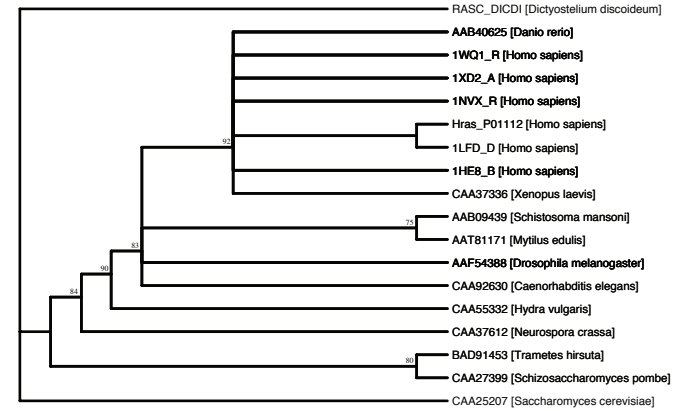 RASC_DICDI [Dictyostelium discoideum]
AAB40625 [Danio rerio]
1WQ1_R [Homo sapiens]
1XD2_A [Homo sapiens]
1NVX_R [Homo sapiens]
Hras_P01112 [Homo sapiens]
92
1LFD_D [Homo sapiens]
1HE8_B [Homo sapiens]
CAA37336 [Xenopus laevis]
AAB09439 [Schistosoma mansoni]
75
AAT81171 [Mytilus edulis]
83
AAF54388 [Drosophila melanogaster]
90
CAA92630 [Caenorhabditis elegans]
84
CAA55332 [Hydra vulgaris]
CAA37612 [Neurospora crassa]
BAD91453 [Trametes hirsuta]
80
CAA27399 [Schizosaccharomyces pombe]
CAA25207 [Saccharomyces cerevisiae]